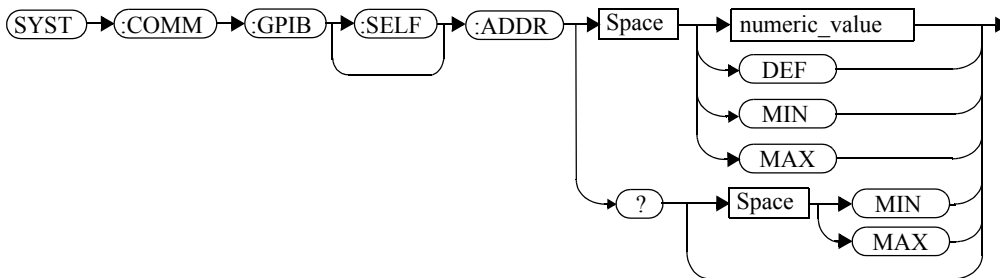 SYST :COMM :GPIB :SELF :ADDR Space numeric_value
DEF
MIN
MAX
? Space MIN
MAX